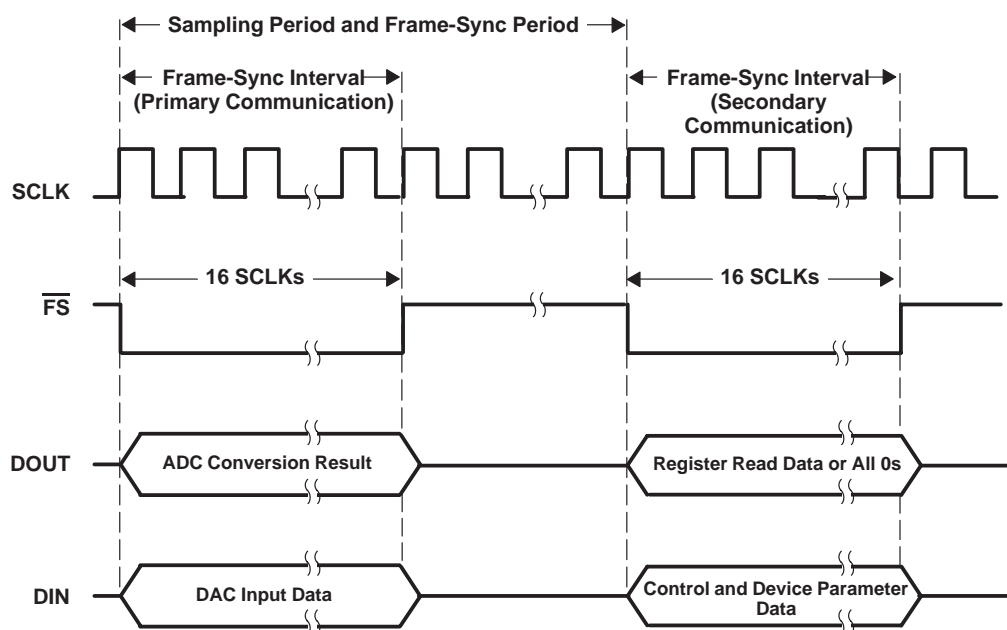 Sampling Period and Frame-Sync Period
Frame-Sync Interval
(Primary Communication)
Frame-Sync Interval
(Secondary
Communication)
SCLK
16 SCLKs
16 SCLKs
FS
DOUT
ADC Conversion Result
Register Read Data or All 0s
DIN
DAC Input Data
Control and Device Parameter
Data